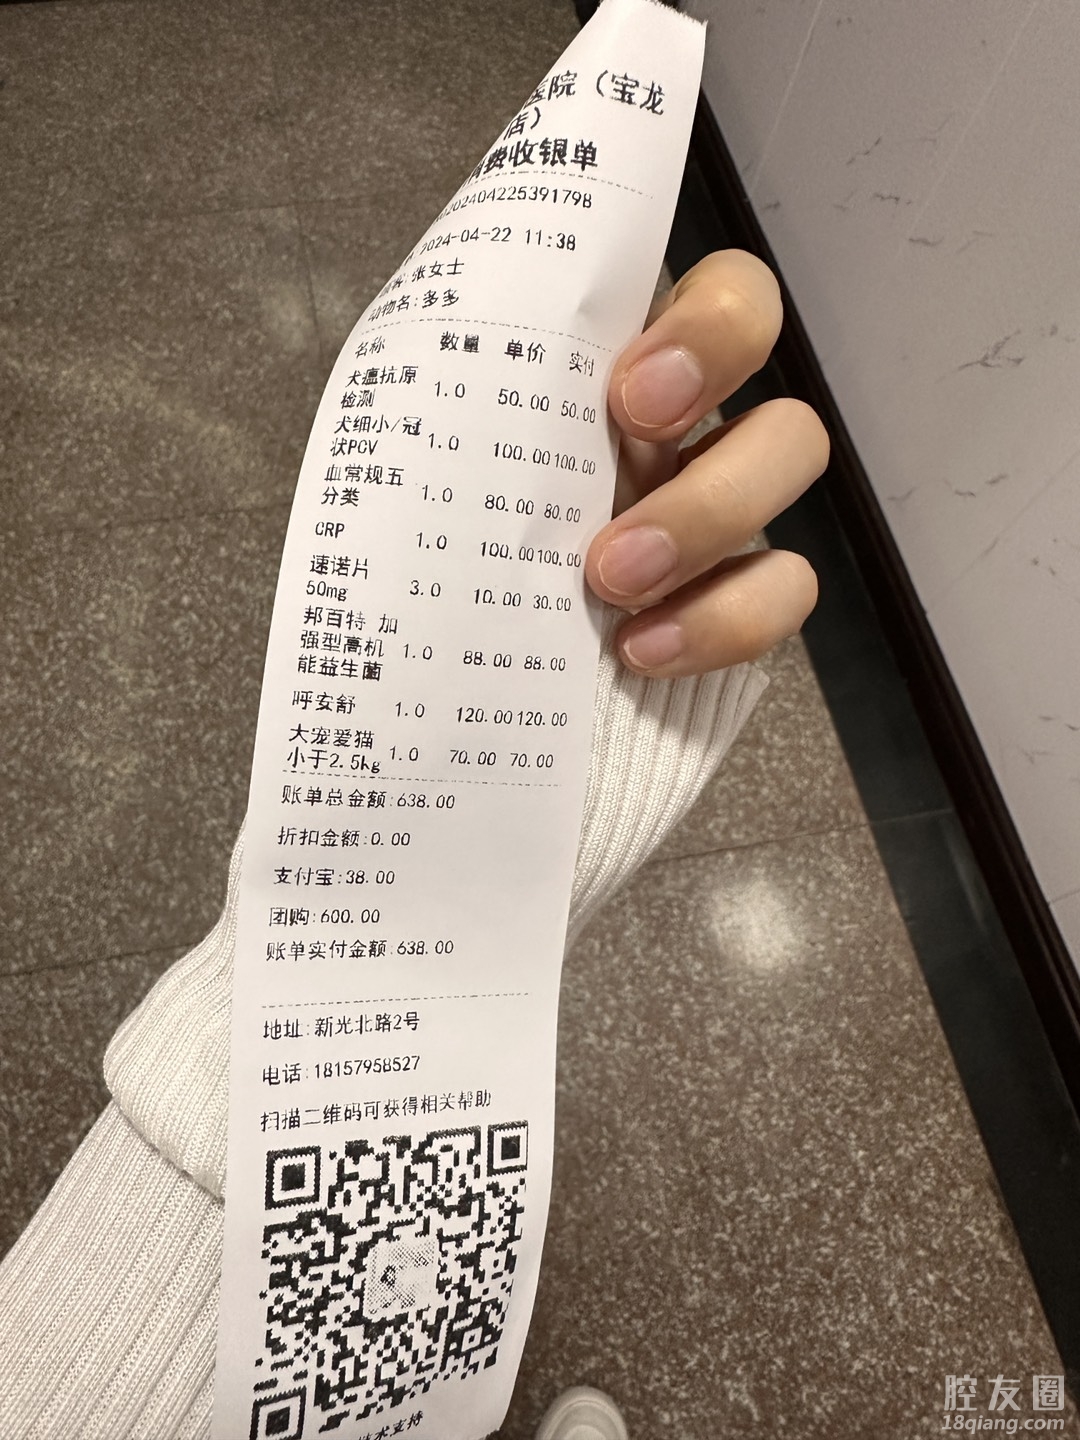 医院（宝龙
店）
消费收银单
202404225391798
2024-04-22 11:38
顾客:张女士
动物名:多多
名称 数量 单价 实付
犬瘟抗原
检测 1.0 50.00 50.00
犬细小/冠
状PCV 1.0 100.00 100.00
血常规五
分类 1.0 80.00 80.00
CRP 1.0 100.00 100.00
速诺片
50mg 3.0 10.00 30.00
邦百特 加
强型高机
能益生菌 1.0 88.00 88.00
呼安舒 1.0 120.00 120.00
大宠爱猫
小于2.5kg 1.0 70.00 70.00
账单总金额:638.00
折扣金额:0.00
支付宝:38.00
团购:600.00
账单实付金额:638.00
地址:新光北路2号
电话:18157958527
扫描二维码可获得相关帮助
技术支持
腔友圈
18qiang.com